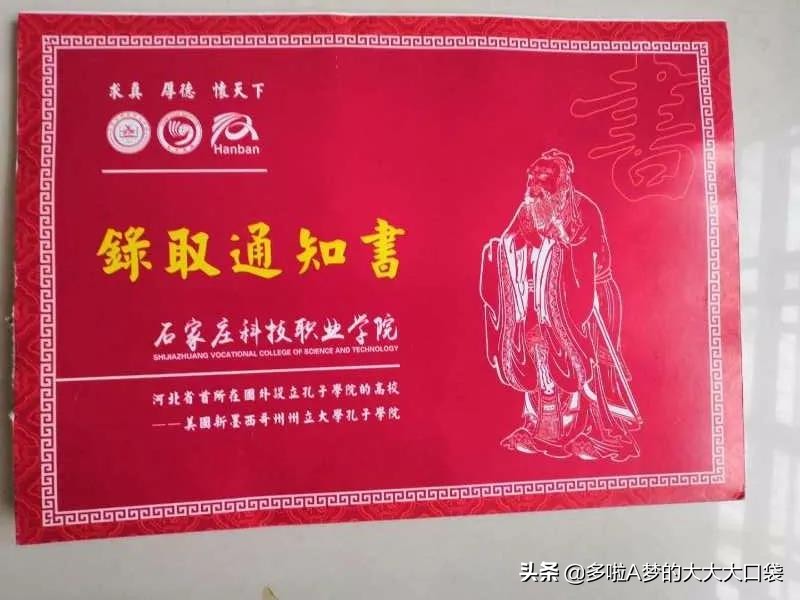 求真 厚德 懷天下
Hanban
書
錄取通知書
石家庄科技职业学院
SHIJIAZHUANG VOCATIONAL COLLEGE OF SCIENCE AND TECHNOLOGY
河北省首所在國外設立孔子學院的高校
——美國新墨西哥州州立大學孔子學院
头条 @多啦A梦的大大大口袋